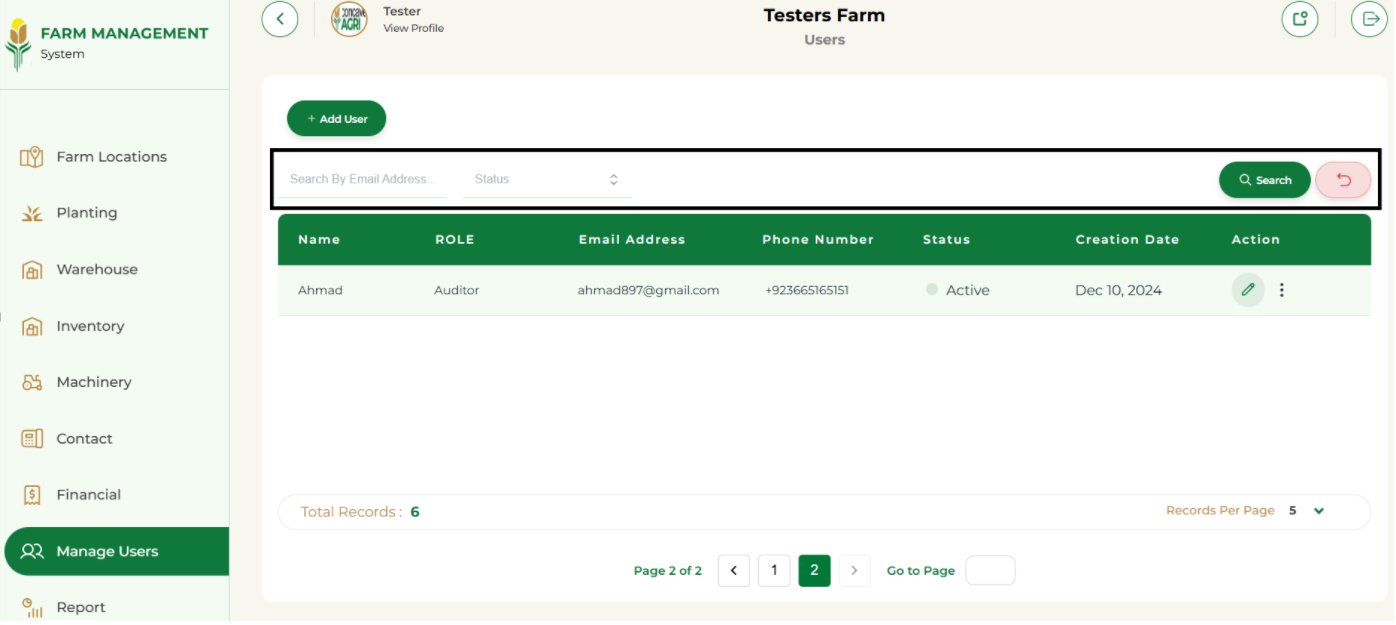 FARM MANAGEMENT
System
Farm Locations
Planting
Warehouse
Inventory
Machinery
Contact
Financial
Manage Users
Report
CONCAVE
AGRI
Tester
View Profile
Testers Farm
Users
+ Add User
Search By Email Address... Status Search
Name ROLE Email Address Phone Number Status Creation Date Action
Ahmad Auditor ahmad897@gmail.com +923665165151 Active Dec 10, 2024
Total Records : 6 Records Per Page 5
Page 2 of 2 < 1 2 > Go to Page